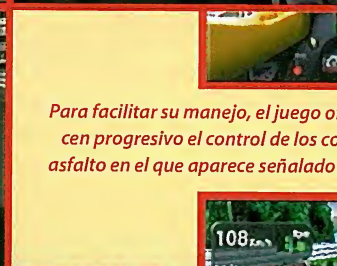 Para facilitar su manejo, el juego o
cen progresivo el control de los co
asfalto en el que aparece señalado
108